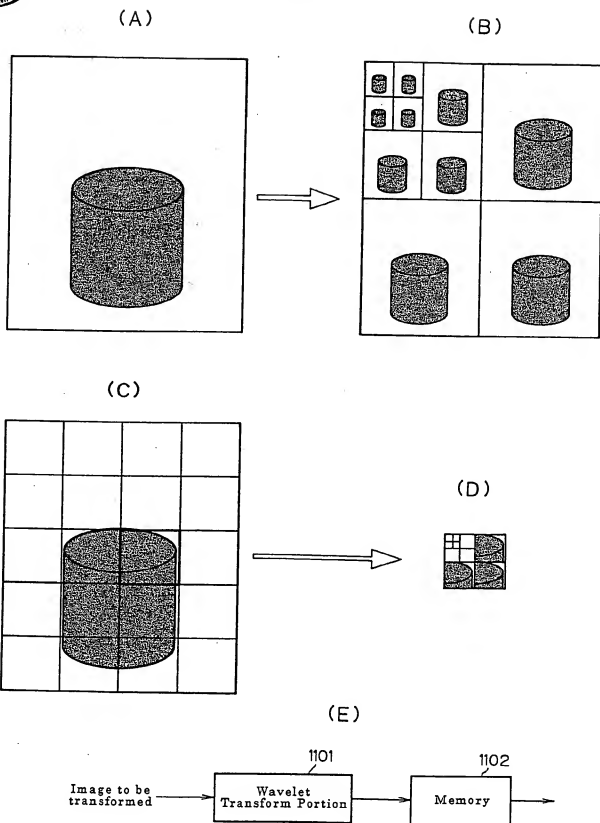 (A)
(B)
(C)
(D)
(E)
1101
1102
Image to be
transformed
Wavelet
Transform Portion
Memory